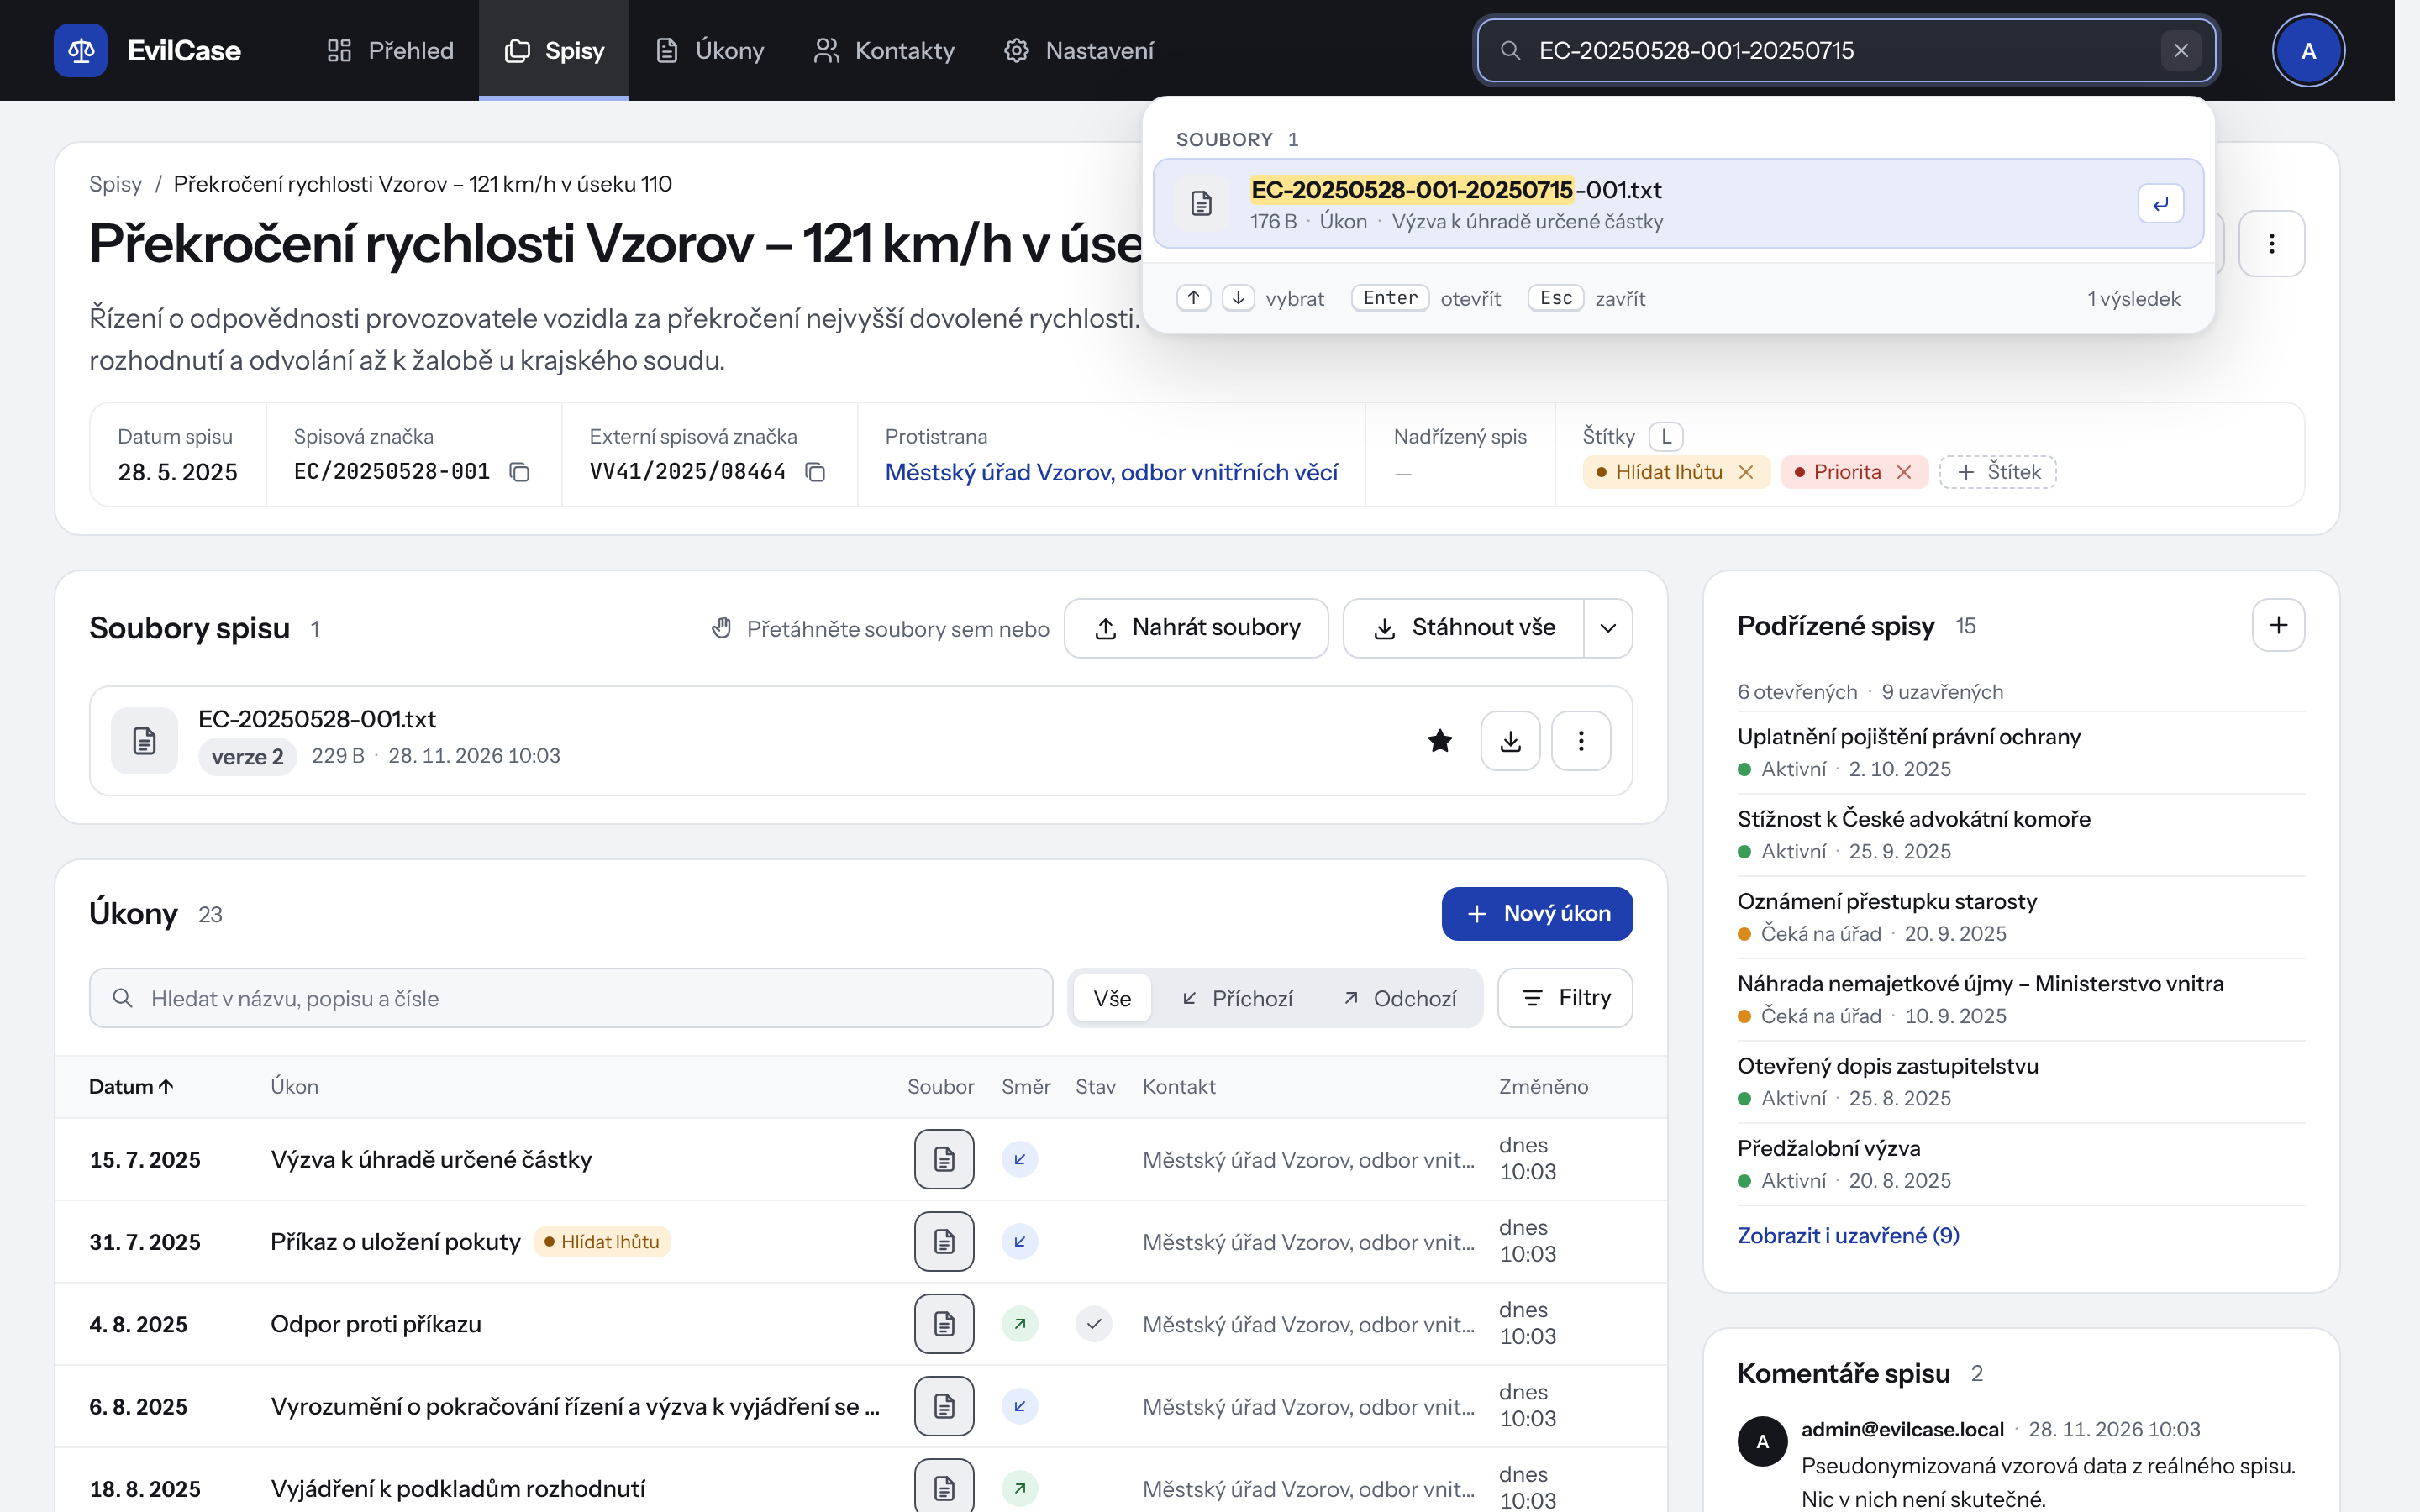 EvilCase
Přehled
Spisy
Úkony
Kontakty
Nastavení
EC-20250528-001-20250715
A
SOUBORY 1
EC-20250528-001-20250715-001.txt
176 B · Úkon · Výzva k úhradě určené částky
vybrat Enter otevřít Esc zavřít
1 výsledek
Spisy / Překročení rychlosti Vzorov – 121 km/h v úseku 110
Překročení rychlosti Vzorov – 121 km/h v úse
Řízení o odpovědnosti provozovatele vozidla za překročení nejvyšší dovolené rychlosti.
rozhodnutí a odvolání až k žalobě u krajského soudu.
Datum spisu
28. 5. 2025
Spisová značka
EC/20250528-001
Externí spisová značka
VV41/2025/08464
Protistrana
Městský úřad Vzorov, odbor vnitřních věcí
Nadřízený spis
—
Štítky L
Hlídat lhůtu
Priorita
Štítek
Soubory spisu 1
Přetáhněte soubory sem nebo
Nahrát soubory
Stáhnout vše
EC-20250528-001.txt
verze 2 229 B · 28. 11. 2026 10:03
Úkony 23
Nový úkon
Hledat v názvu, popisu a čísle
Vše
Příchozí
Odchozí
Filtry
Datum Úkon Soubor Směr Stav Kontakt Změněno
15. 7. 2025 Výzva k úhradě určené částky Městský úřad Vzorov, odbor vnit... dnes 10:03
31. 7. 2025 Příkaz o uložení pokuty Hlídat lhůtu Městský úřad Vzorov, odbor vnit... dnes 10:03
4. 8. 2025 Odpor proti příkazu Městský úřad Vzorov, odbor vnit... dnes 10:03
6. 8. 2025 Vyrozumění o pokračování řízení a výzva k vyjádření se ... Městský úřad Vzorov, odbor vnit... dnes 10:03
18. 8. 2025 Vyjádření k podkladům rozhodnutí Městský úřad Vzorov, odbor vnit... dnes 10:03
Podřízené spisy 15
6 otevřených · 9 uzavřených
Uplatnění pojištění právní ochrany
Aktivní · 2. 10. 2025
Stížnost k České advokátní komoře
Aktivní · 25. 9. 2025
Oznámení přestupku starosty
Čeká na úřad · 20. 9. 2025
Náhrada nemajetkové újmy – Ministerstvo vnitra
Čeká na úřad · 10. 9. 2025
Otevřený dopis zastupitelstvu
Aktivní · 25. 8. 2025
Předžalobní výzva
Aktivní · 20. 8. 2025
Zobrazit i uzavřené (9)
Komentáře spisu 2
A
admin@evilcase.local · 28. 11. 2026 10:03
Pseudonymizovaná vzorová data z reálného spisu.
Nic v nich není skutečné.